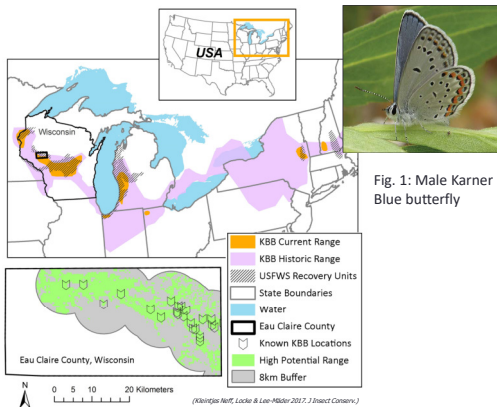 USA
Wisconsin
Fig. 1: Male Karner
Blue butterfly
KBB Current Range
KBB Historic Range
USFWS Recovery Units
State Boundaries
Water
Eau Claire County
Known KBB Locations
High Potential Range
8km Buffer
Eau Claire County, Wisconsin
N
0 5 10 20 Kilometers
(Kleintjes Neff, Locke & Lee-Mäder 2017. J Insect Conserv.)